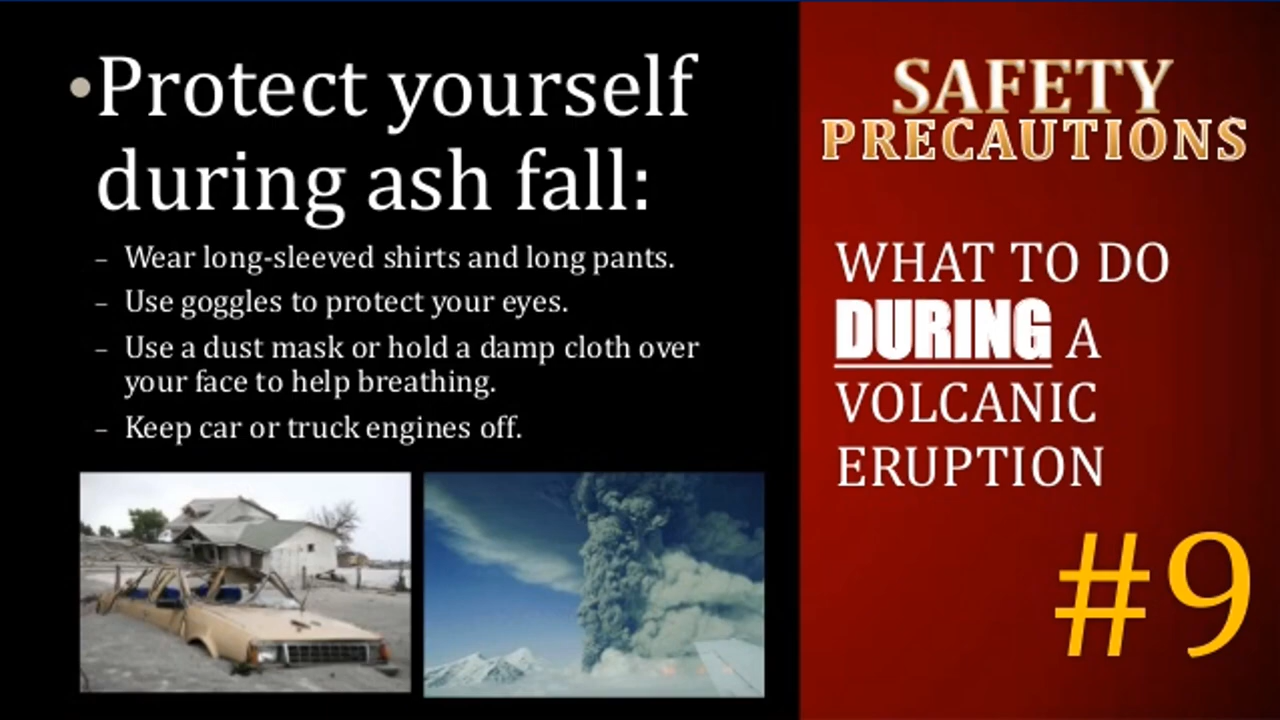 •Protect yourself
during ash fall:
– Wear long-sleeved shirts and long pants.
– Use goggles to protect your eyes.
– Use a dust mask or hold a damp cloth over
your face to help breathing.
– Keep car or truck engines off.
SAFETY
PRECAUTIONS
WHAT TO DO
DURING A
VOLCANIC
ERUPTION
#9